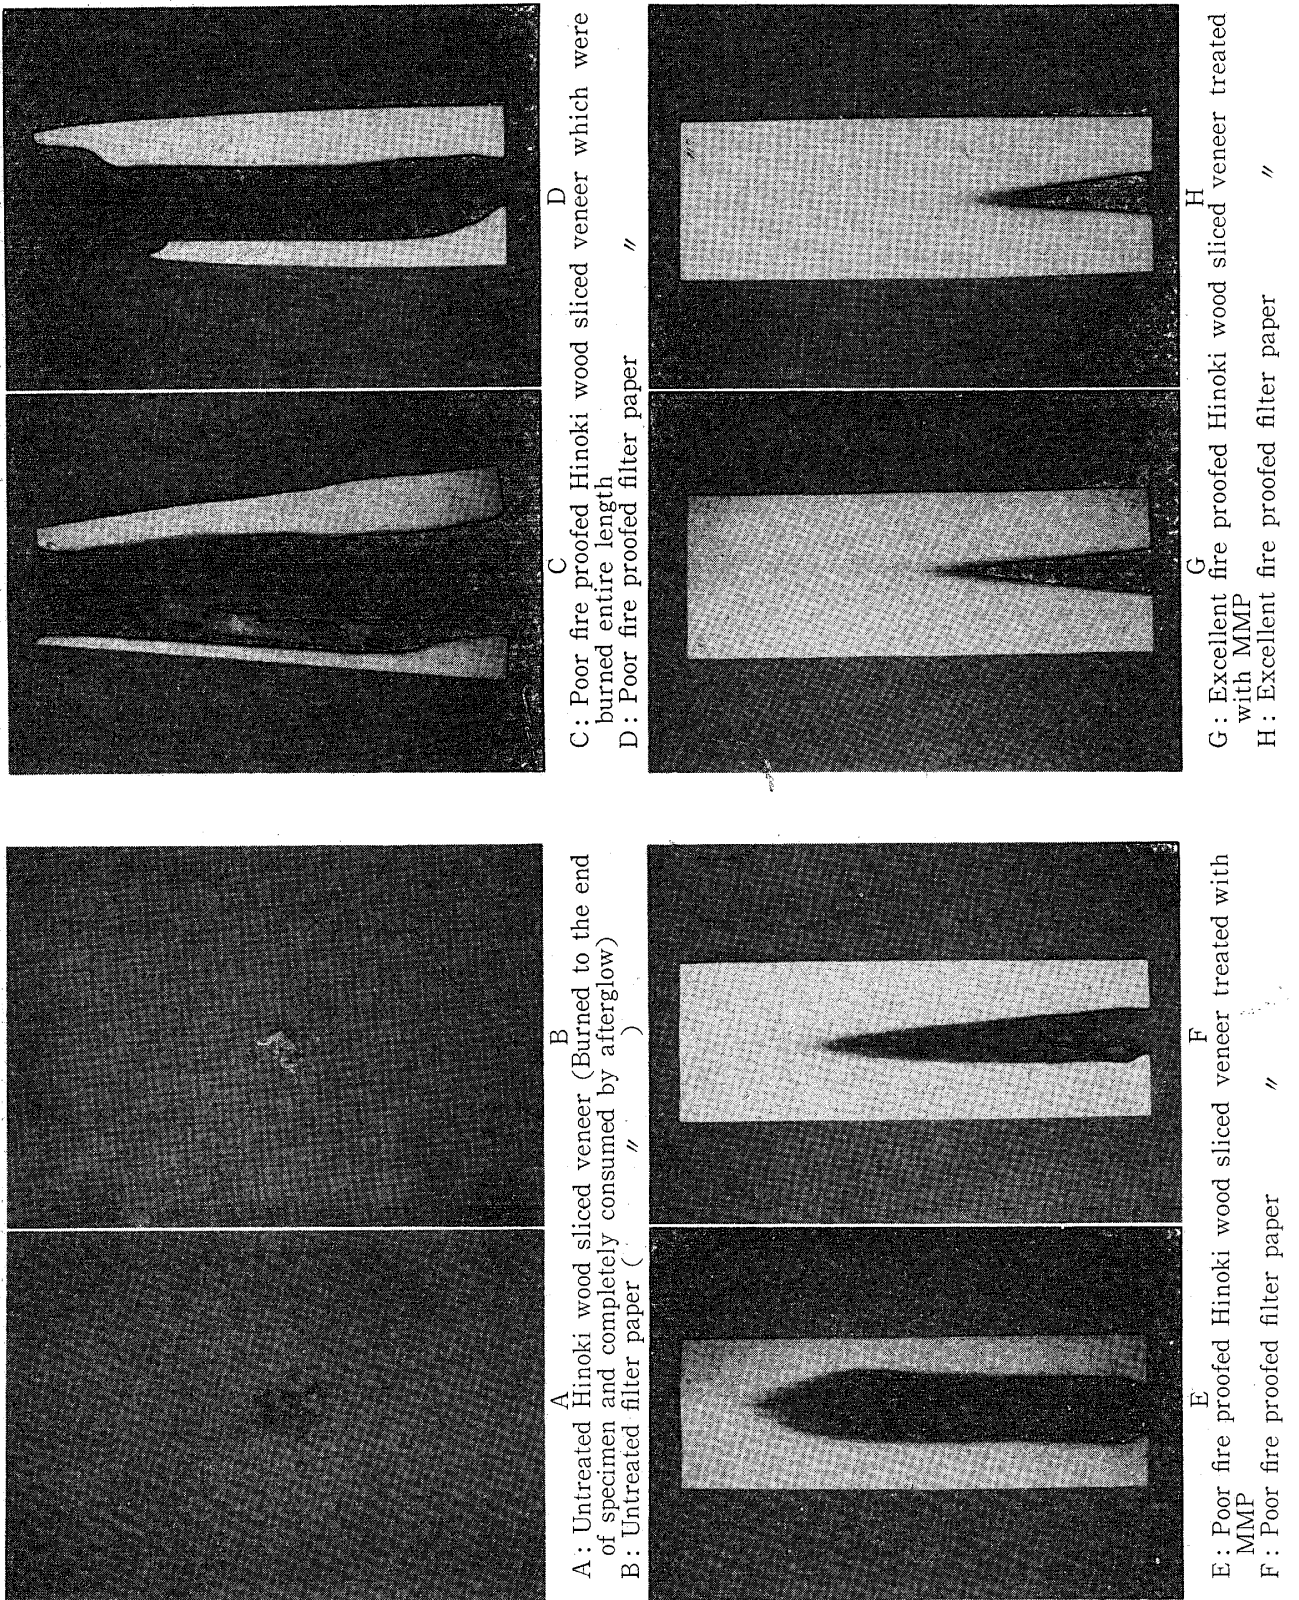 A
B
A : Untreated Hinoki wood sliced veneer (Burned to the end
of specimen and completely consumed by afterglow)
B : Untreated filter paper ( 〃 )
C
D
C : Poor fire proofed Hinoki wood sliced veneer which were
burned entire length
D : Poor fire proofed filter paper 〃
E
F
E : Poor fire proofed Hinoki wood sliced veneer treated with
MMP
F : Poor fire proofed filter paper 〃
G
H
G : Excellent fire proofed Hinoki wood sliced veneer treated
with MMP
H : Excellent fire proofed filter paper 〃